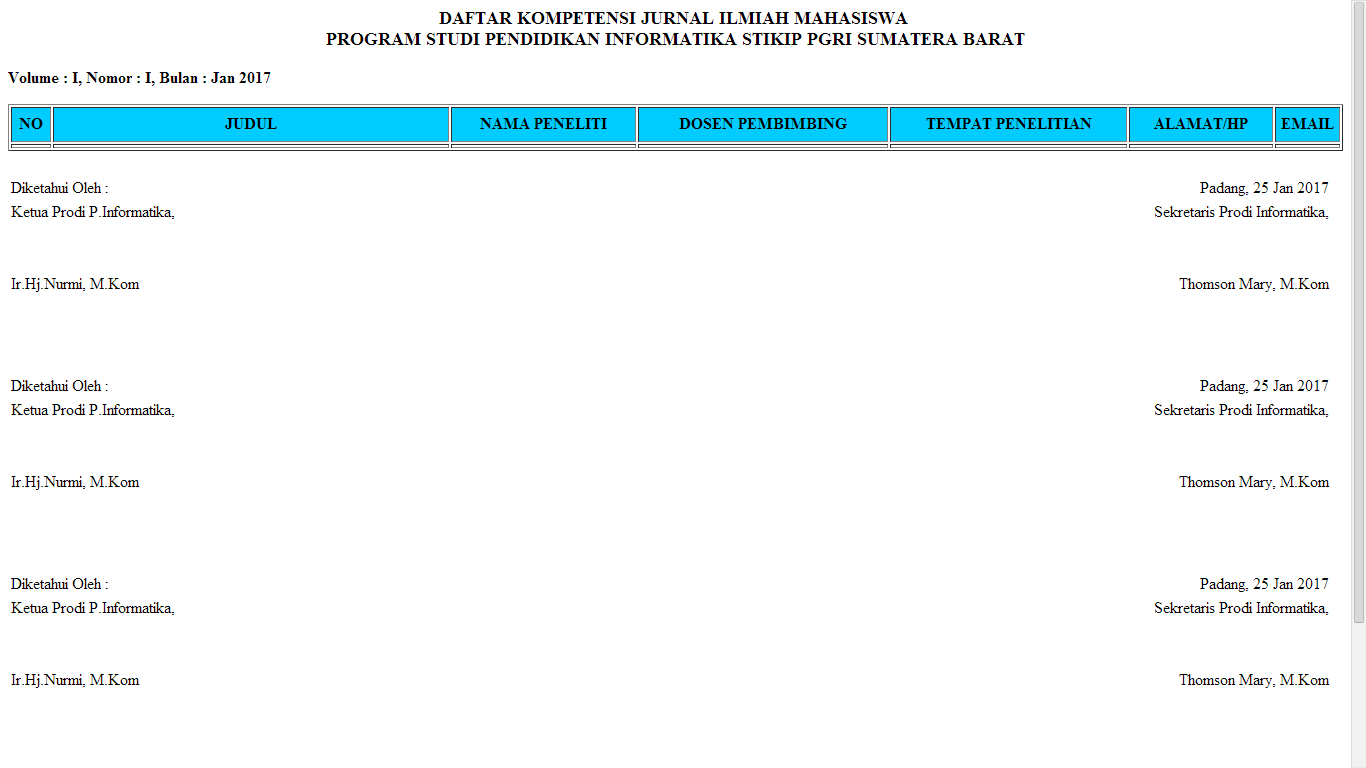 DAFTAR KOMPETENSI JURNAL ILMIAH MAHASISWA
PROGRAM STUDI PENDIDIKAN INFORMATIKA STIKIP PGRI SUMATERA BARAT
Volume : I, Nomor : I, Bulan : Jan 2017
NO JUDUL NAMA PENELITI DOSEN PEMBIMBING TEMPAT PENELITIAN ALAMAT/HP EMAIL
Diketahui Oleh : Padang, 25 Jan 2017
Ketua Prodi P.Informatika, Sekretaris Prodi Informatika,
Ir.Hj.Nurmi, M.Kom Thomson Mary, M.Kom
Diketahui Oleh : Padang, 25 Jan 2017
Ketua Prodi P.Informatika, Sekretaris Prodi Informatika,
Ir.Hj.Nurmi, M.Kom Thomson Mary, M.Kom
Diketahui Oleh : Padang, 25 Jan 2017
Ketua Prodi P.Informatika, Sekretaris Prodi Informatika,
Ir.Hj.Nurmi, M.Kom Thomson Mary, M.Kom